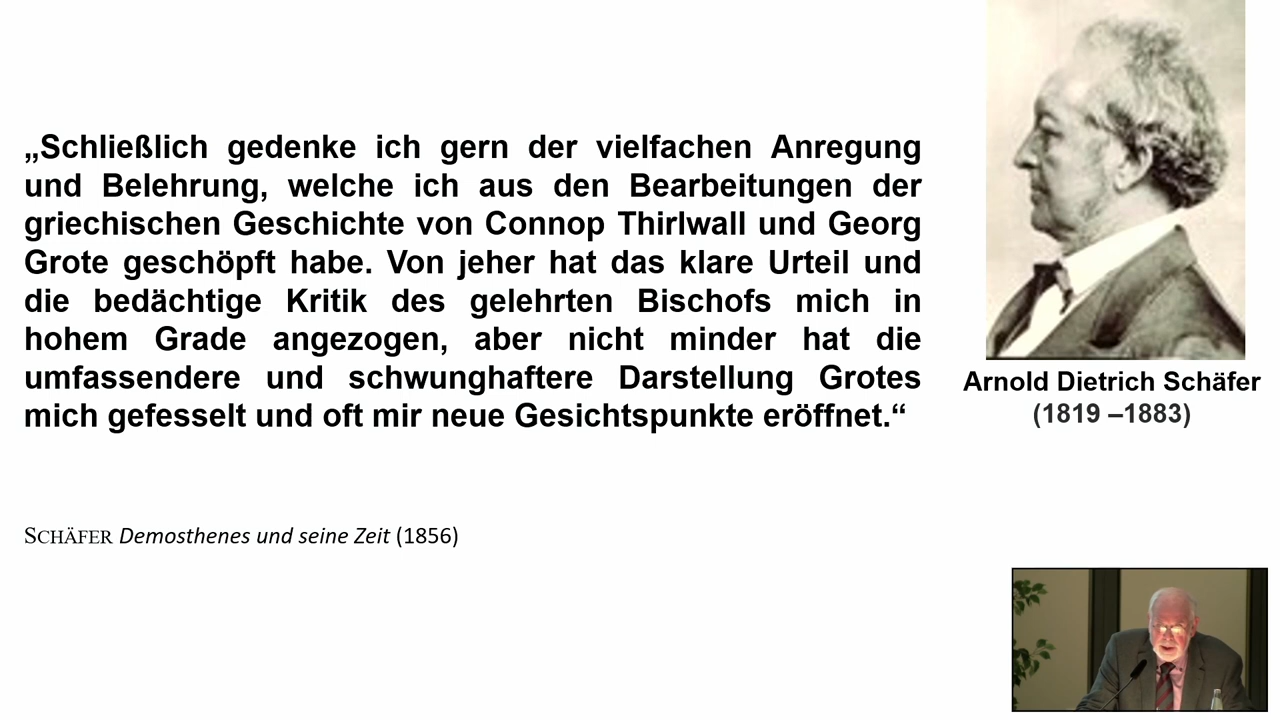 „Schließlich gedenke ich gern der vielfachen Anregung
und Belehrung, welche ich aus den Bearbeitungen der
griechischen Geschichte von Connop Thirlwall und Georg
Grote geschöpft habe. Von jeher hat das klare Urteil und
die bedächtige Kritik des gelehrten Bischofs mich in
hohem Grade angezogen, aber nicht minder hat die
umfassendere und schwunghaftere Darstellung Grotes
mich gefesselt und oft mir neue Gesichtspunkte eröffnet.“
SCHÄFER Demosthenes und seine Zeit (1856)
Arnold Dietrich Schäfer
(1819 –1883)